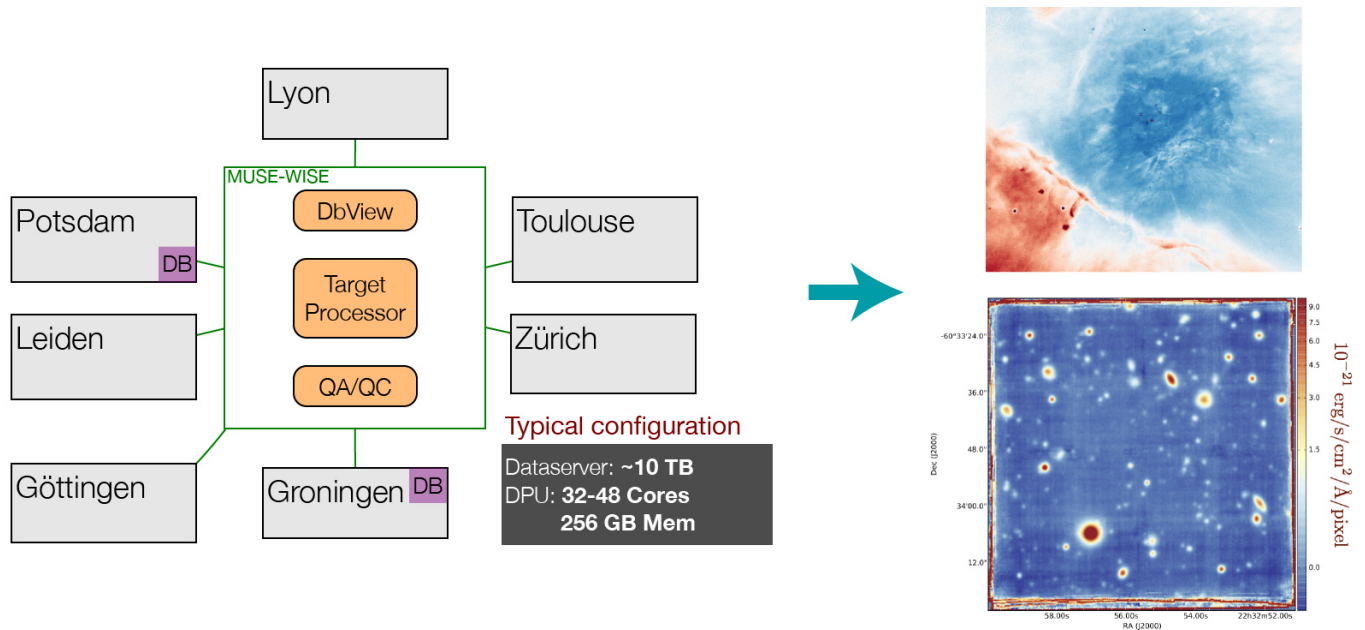 Lyon
MUSE-WISE
DbView
Target
Processor
QA/QC
Potsdam
DB
Leiden
Göttingen
Groningen
DB
Toulouse
Zürich
Typical configuration
Dataserver: ~10 TB
DPU: 32-48 Cores
256 GB Mem
-60°33'24.0"
36.0"
48.0"
34'00.0"
12.0"
Dec (J2000)
58.00s
56.00s
54.00s
22h32m52.00s
RA (J2000)
9.0
7.5
6.0
3.0
1.5
0.0
10⁻²¹ erg/s/cm²/Å/pixel